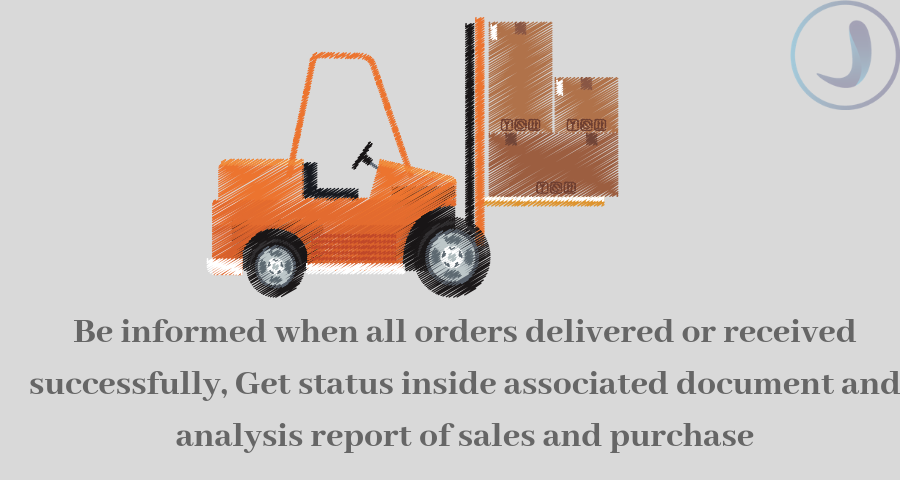 Be informed when all orders delivered or received
successfully, Get status inside associated document and
analysis report of sales and purchase